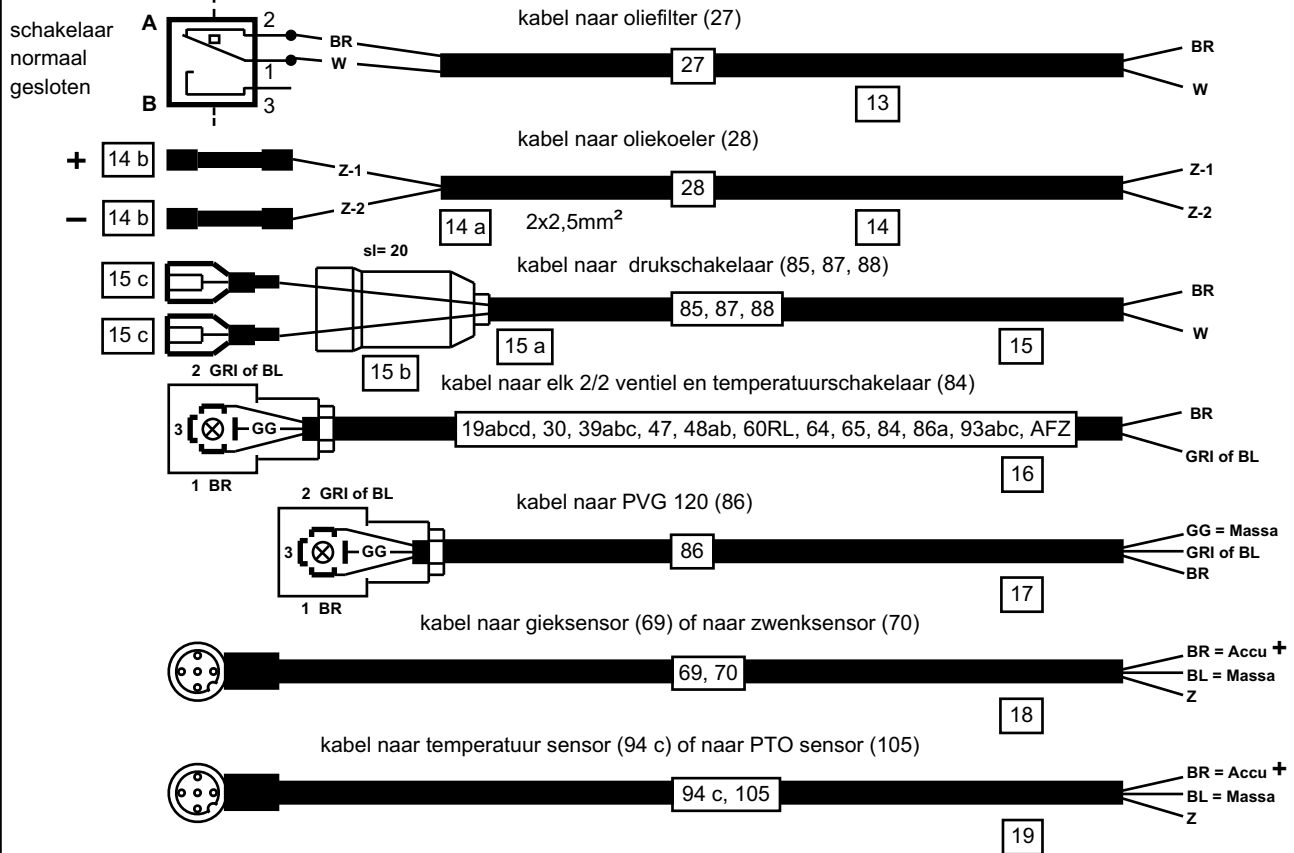 kabel naar oliefilter (27)
schakelaar
normaal
gesloten
A
B
2
1
3
BR
W
27
13
BR
W
kabel naar oliekoeler (28)
+ 14 b
− 14 b
Z-1
Z-2
14 a
2x2,5mm²
28
14
Z-1
Z-2
sl= 20
kabel naar drukschakelaar (85, 87, 88)
15 c
15 c
15 b
15 a
85, 87, 88
15
BR
W
kabel naar elk 2/2 ventiel en temperatuurschakelaar (84)
2 GRI of BL
3
GG
1 BR
19abcd, 30, 39abc, 47, 48ab, 60RL, 64, 65, 84, 86a, 93abc, AFZ
16
BR
GRI of BL
kabel naar PVG 120 (86)
2 GRI of BL
3
GG
1 BR
86
17
GG = Massa
GRI of BL
BR
kabel naar gieksensor (69) of naar zwenksensor (70)
69, 70
18
BR = Accu +
BL = Massa
Z
kabel naar temperatuur sensor (94 c) of naar PTO sensor (105)
94 c, 105
19
BR = Accu +
BL = Massa
Z